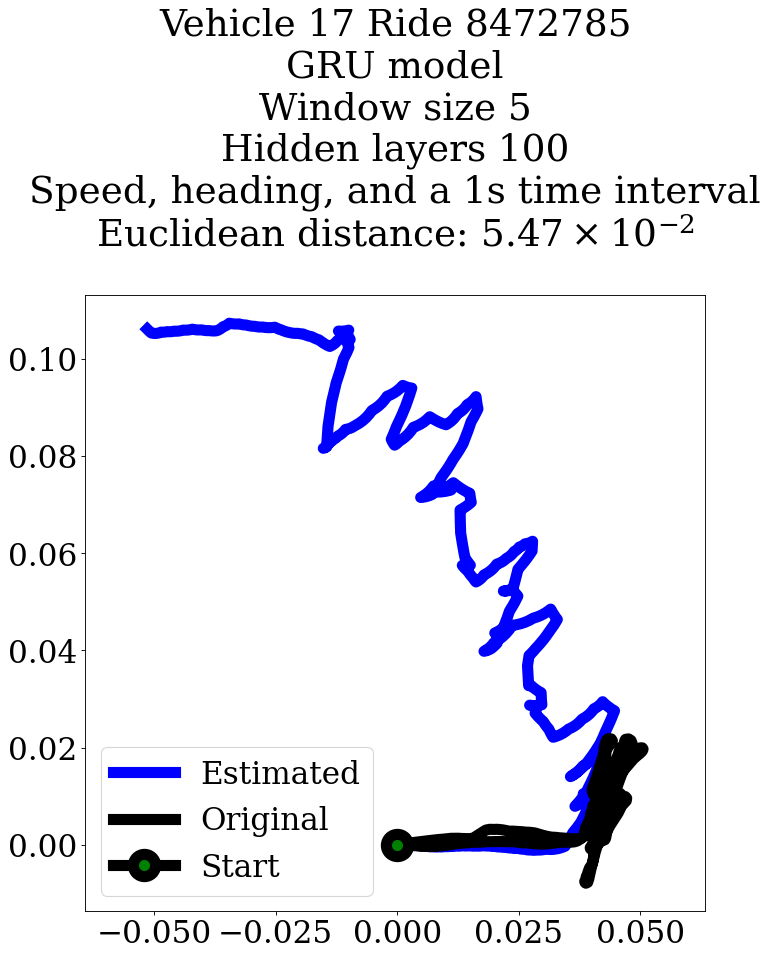 Vehicle 17 Ride 8472785
GRU model
Window size 5
Hidden layers 100
Speed, heading, and a 1s time interval
Euclidean distance: 5.47 × 10⁻²
0.10
0.08
0.06
0.04
0.02
0.00
Estimated
Original
Start
−0.050 −0.025 0.000 0.025 0.050